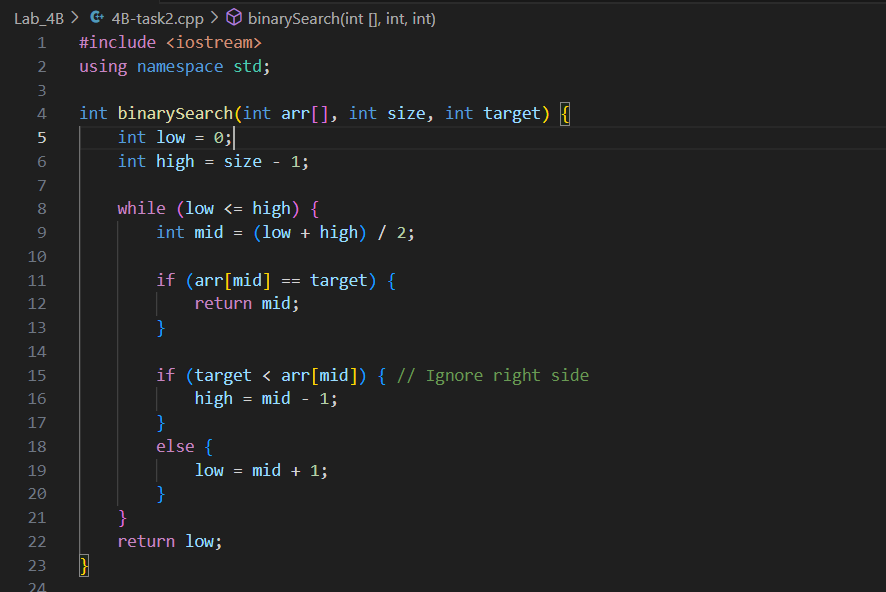 Lab_4B > 4B-task2.cpp > binarySearch(int [], int, int)
1 #include <iostream>
2 using namespace std;
3
4 int binarySearch(int arr[], int size, int target) {
5 int low = 0;
6 int high = size - 1;
7
8 while (low <= high) {
9 int mid = (low + high) / 2;
10
11 if (arr[mid] == target) {
12 return mid;
13 }
14
15 if (target < arr[mid]) { // Ignore right side
16 high = mid - 1;
17 }
18 else {
19 low = mid + 1;
20 }
21 }
22 return low;
23 }
24